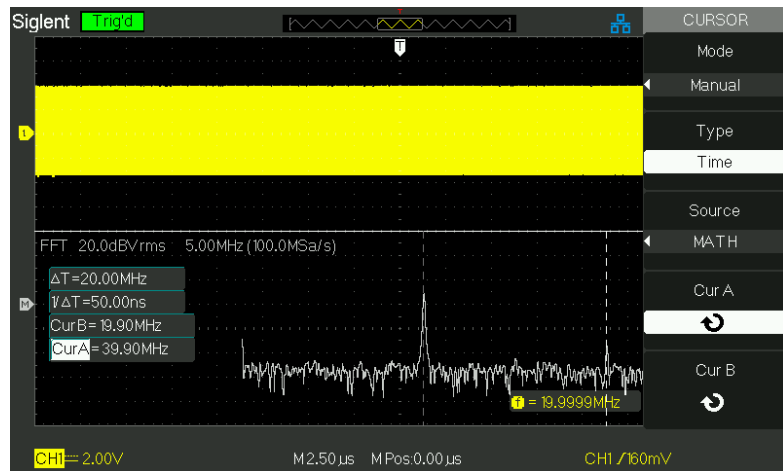 Siglent Trig'd
T
CURSOR
Mode
Manual
T
Type
Time
1
Source
MATH
FFT 20.0dBVrms 5.00MHz (100.0MSa/s)
ΔT=20.00MHz
1/ΔT=50.00ns
CurB=19.90MHz
CurA=39.90MHz
M
Cur A
Cur B
f = 19.9999MHz
CH1 2.00V M2.50μs M Pos:0.00μs CH1 /160mV